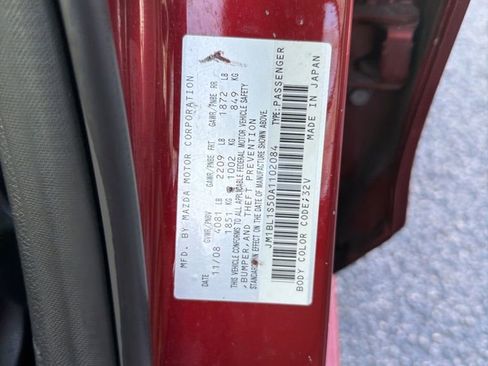 MFD. BY MAZDA MOTOR CORPORATION
GVWR/PNBV GAWR/PNBE FRT GAWR/PNBE RR
11/08 4081 LB 2209 LB 1872 LB
1851 KG 1002 KG 849 KG
THIS VEHICLE CONFORMS TO ALL APPLICABLE FEDERAL MOTOR VEHICLE SAFETY
,BUMPER,AND THEFT PREVENTION
STANDARDS IN EFFECT ON THE DATE OF MANUFACTURE SHOWN ABOVE.
JM1BL1S50A1102084 TYPE:PASSENGER
BODY COLOR CODE;32V MADE IN JAPAN